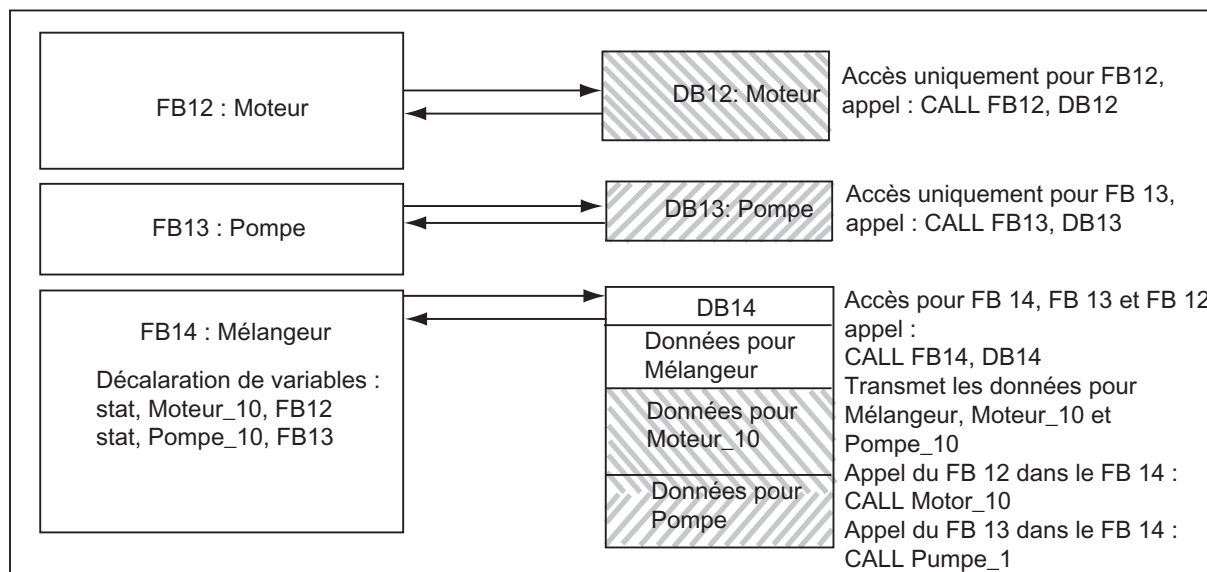 FB12 : Moteur
DB12: Moteur
Accès uniquement pour FB12,
appel : CALL FB12, DB12
FB13 : Pompe
DB13: Pompe
Accès uniquement pour FB 13,
appel : CALL FB13, DB13
FB14 : Mélangeur
Décalaration de variables :
stat, Moteur_10, FB12
stat, Pompe_10, FB13
DB14
Données pour
Mélangeur
Données pour
Moteur_10
Données pour
Pompe
Accès pour FB 14, FB 13 et FB 12
appel :
CALL FB14, DB14
Transmet les données pour
Mélangeur, Moteur_10 et
Pompe_10
Appel du FB 12 dans le FB 14 :
CALL Motor_10
Appel du FB 13 dans le FB 14 :
CALL Pumpe_1